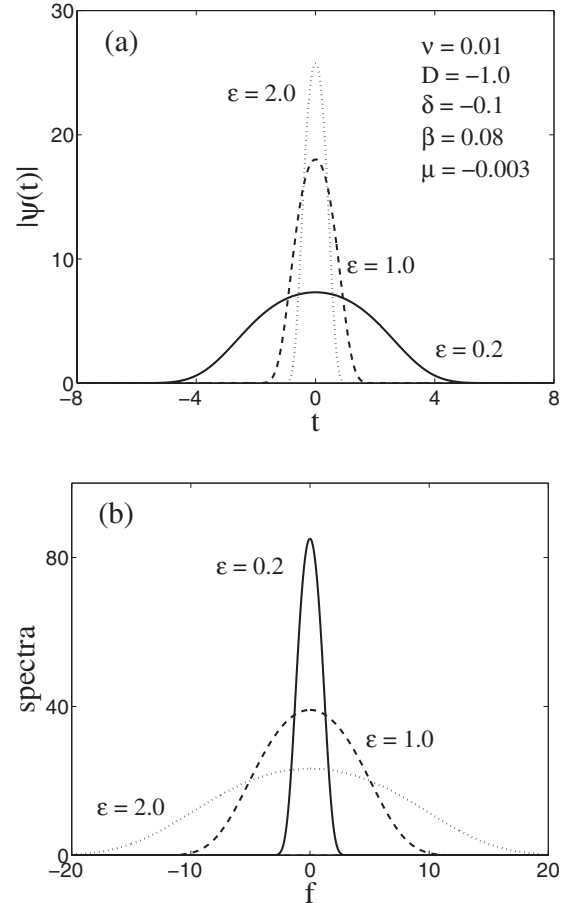 (a)
ν = 0.01
D = −1.0
δ = −0.1
β = 0.08
μ = −0.003
ε = 2.0
ε = 1.0
ε = 0.2
|ψ(t)|
30
20
10
0
−8
−4
0
4
8
t
(b)
ε = 0.2
ε = 1.0
ε = 2.0
spectra
80
40
0
−20
−10
0
10
20
f